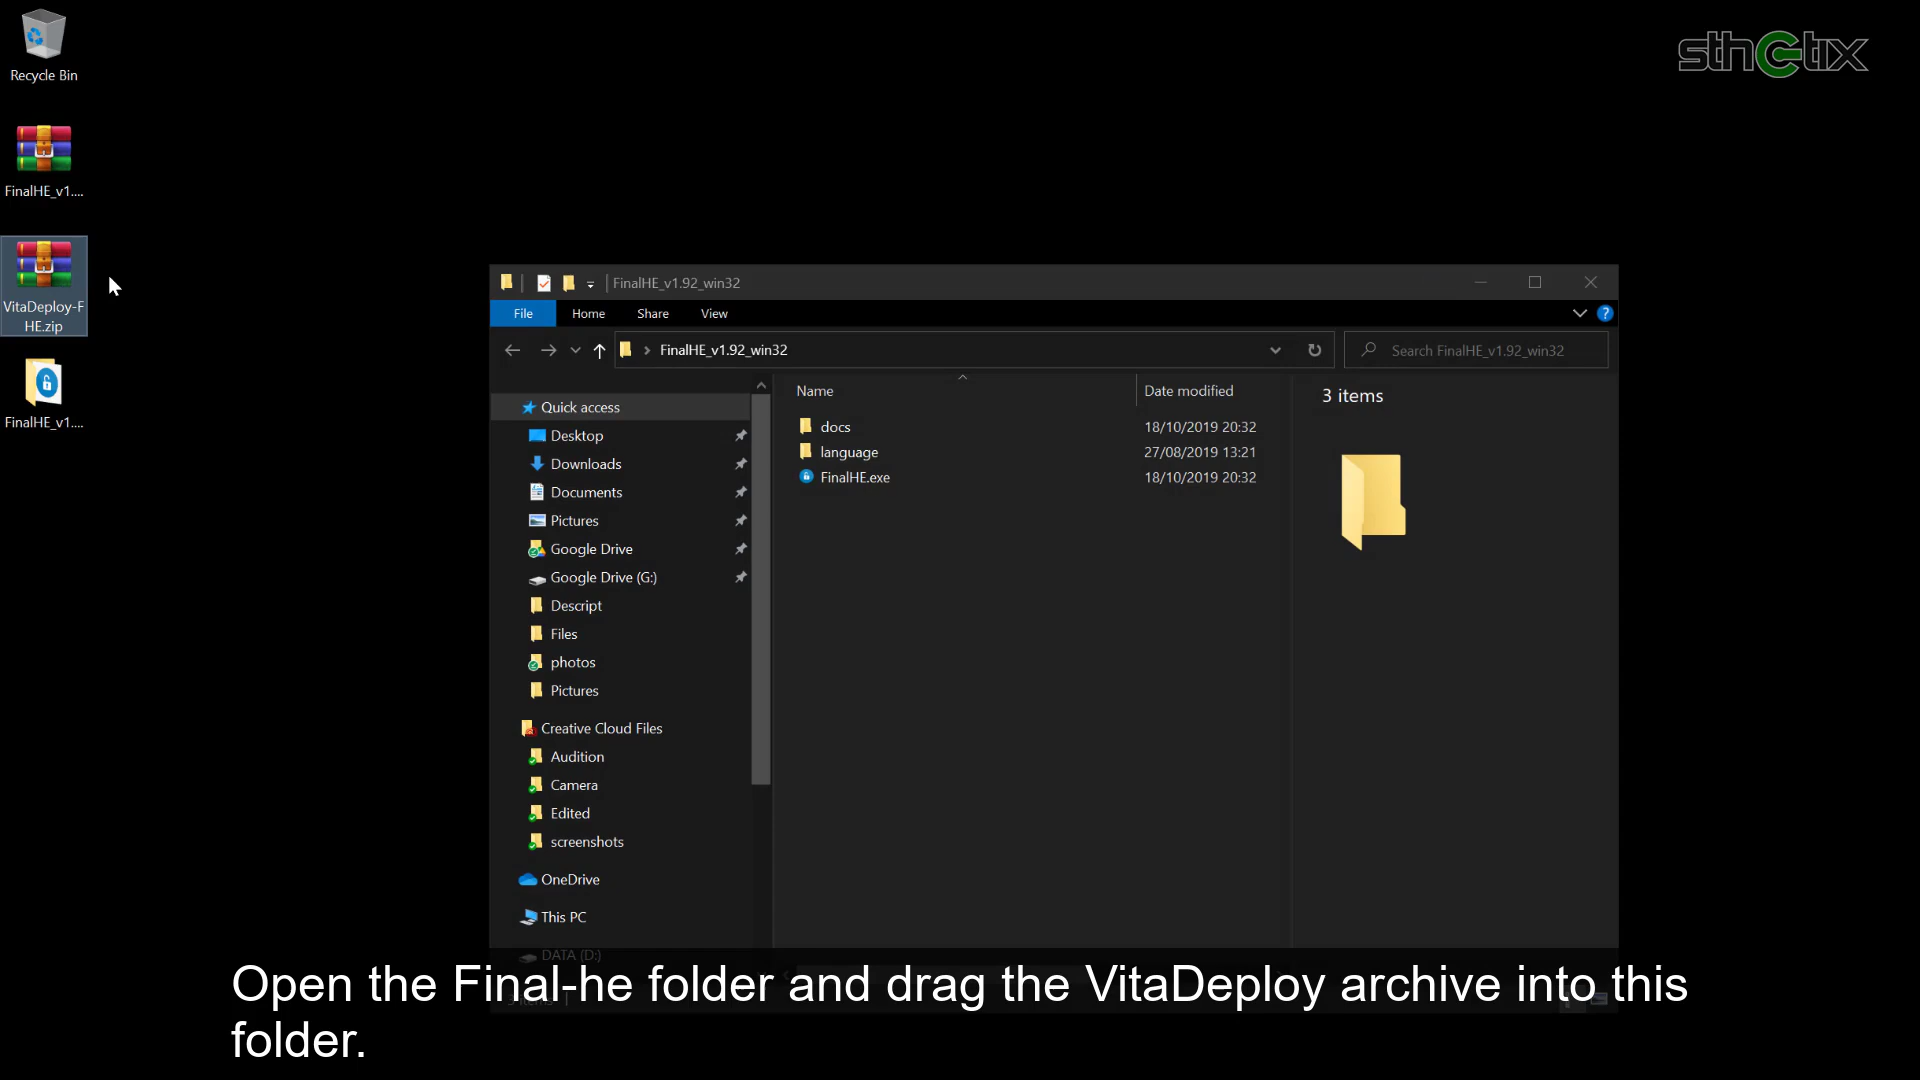 Recycle Bin
sthetix
FinalHE_v1....
VitaDeploy-F
HE.zip
FinalHE_v1....
FinalHE_v1.92_win32
File Home Share View
FinalHE_v1.92_win32
Search FinalHE_v1.92_win32
Name Date modified
3 items
Quick access
Desktop
Downloads
Documents
Pictures
Google Drive
Google Drive (G:)
Descript
Files
photos
Pictures
Creative Cloud Files
Audition
Camera
Edited
screenshots
OneDrive
This PC
DATA (D:)
docs 18/10/2019 20:32
language 27/08/2019 13:21
FinalHE.exe 18/10/2019 20:32
3 items
Open the Final-he folder and drag the VitaDeploy archive into this
folder.